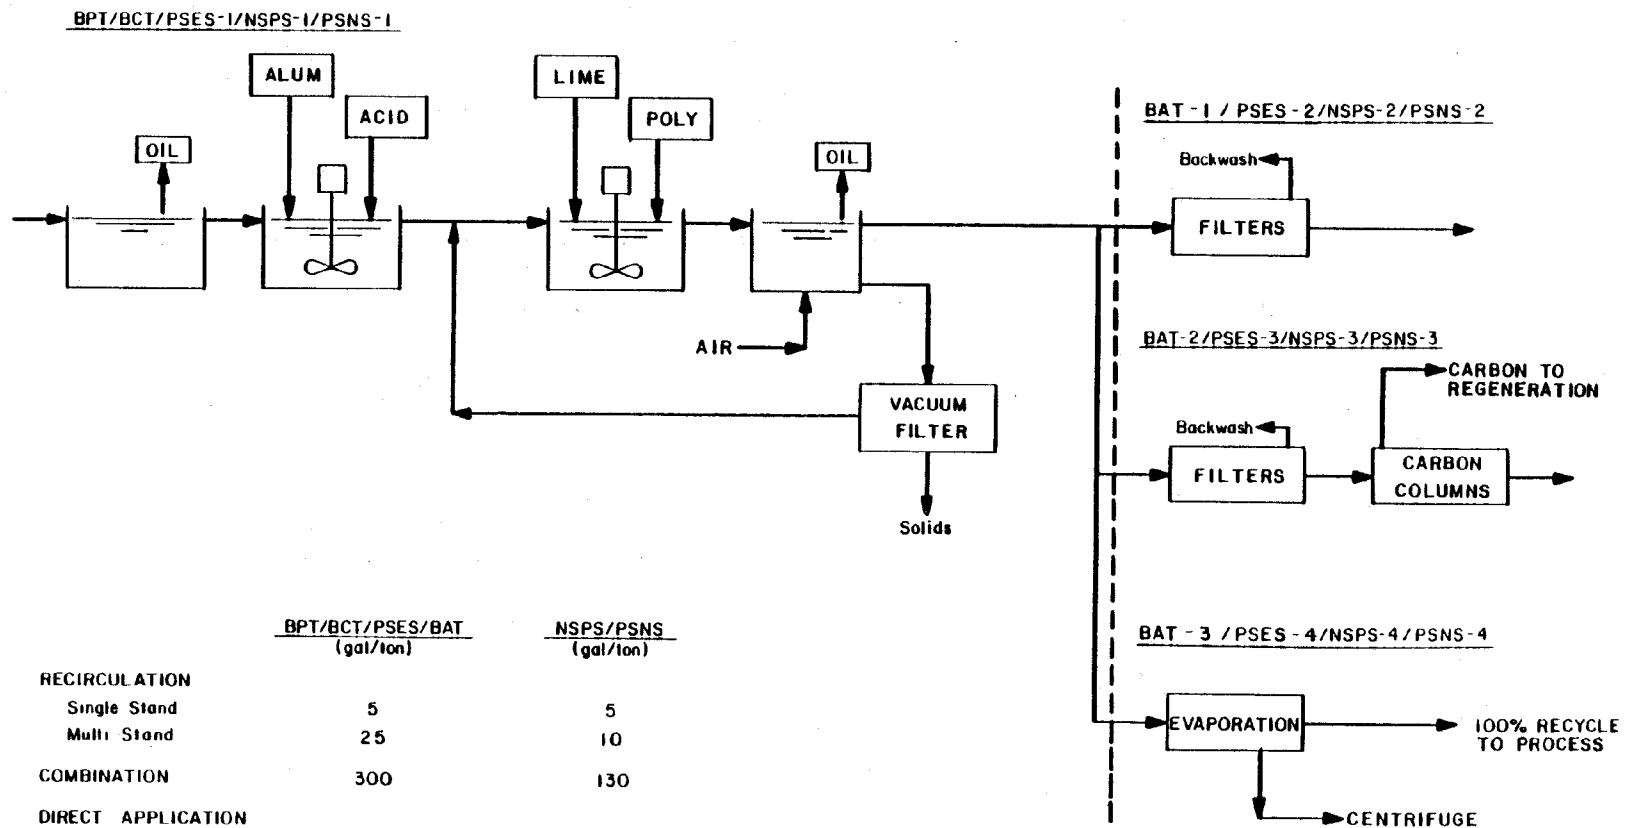 BPT/BCT/PSES-1/NSPS-1/PSNS-1
ALUM
ACID
OIL
LIME
POLY
OIL
AIR
VACUUM
FILTER
Solids
BAT-1 / PSES-2/NSPS-2/PSNS-2
Backwash
FILTERS
BAT-2/PSES-3/NSPS-3/PSNS-3
CARBON TO
REGENERATION
Backwash
FILTERS
CARBON
COLUMNS
BAT-3 / PSES-4/NSPS-4/PSNS-4
EVAPORATION
100% RECYCLE
TO PROCESS
CENTRIFUGE
BPT/BCT/PSES/BAT NSPS/PSNS
(gal/ton) (gal/ton)
RECIRCULATION
Single Stand 5 5
Multi Stand 25 10
COMBINATION 300 130
DIRECT APPLICATION